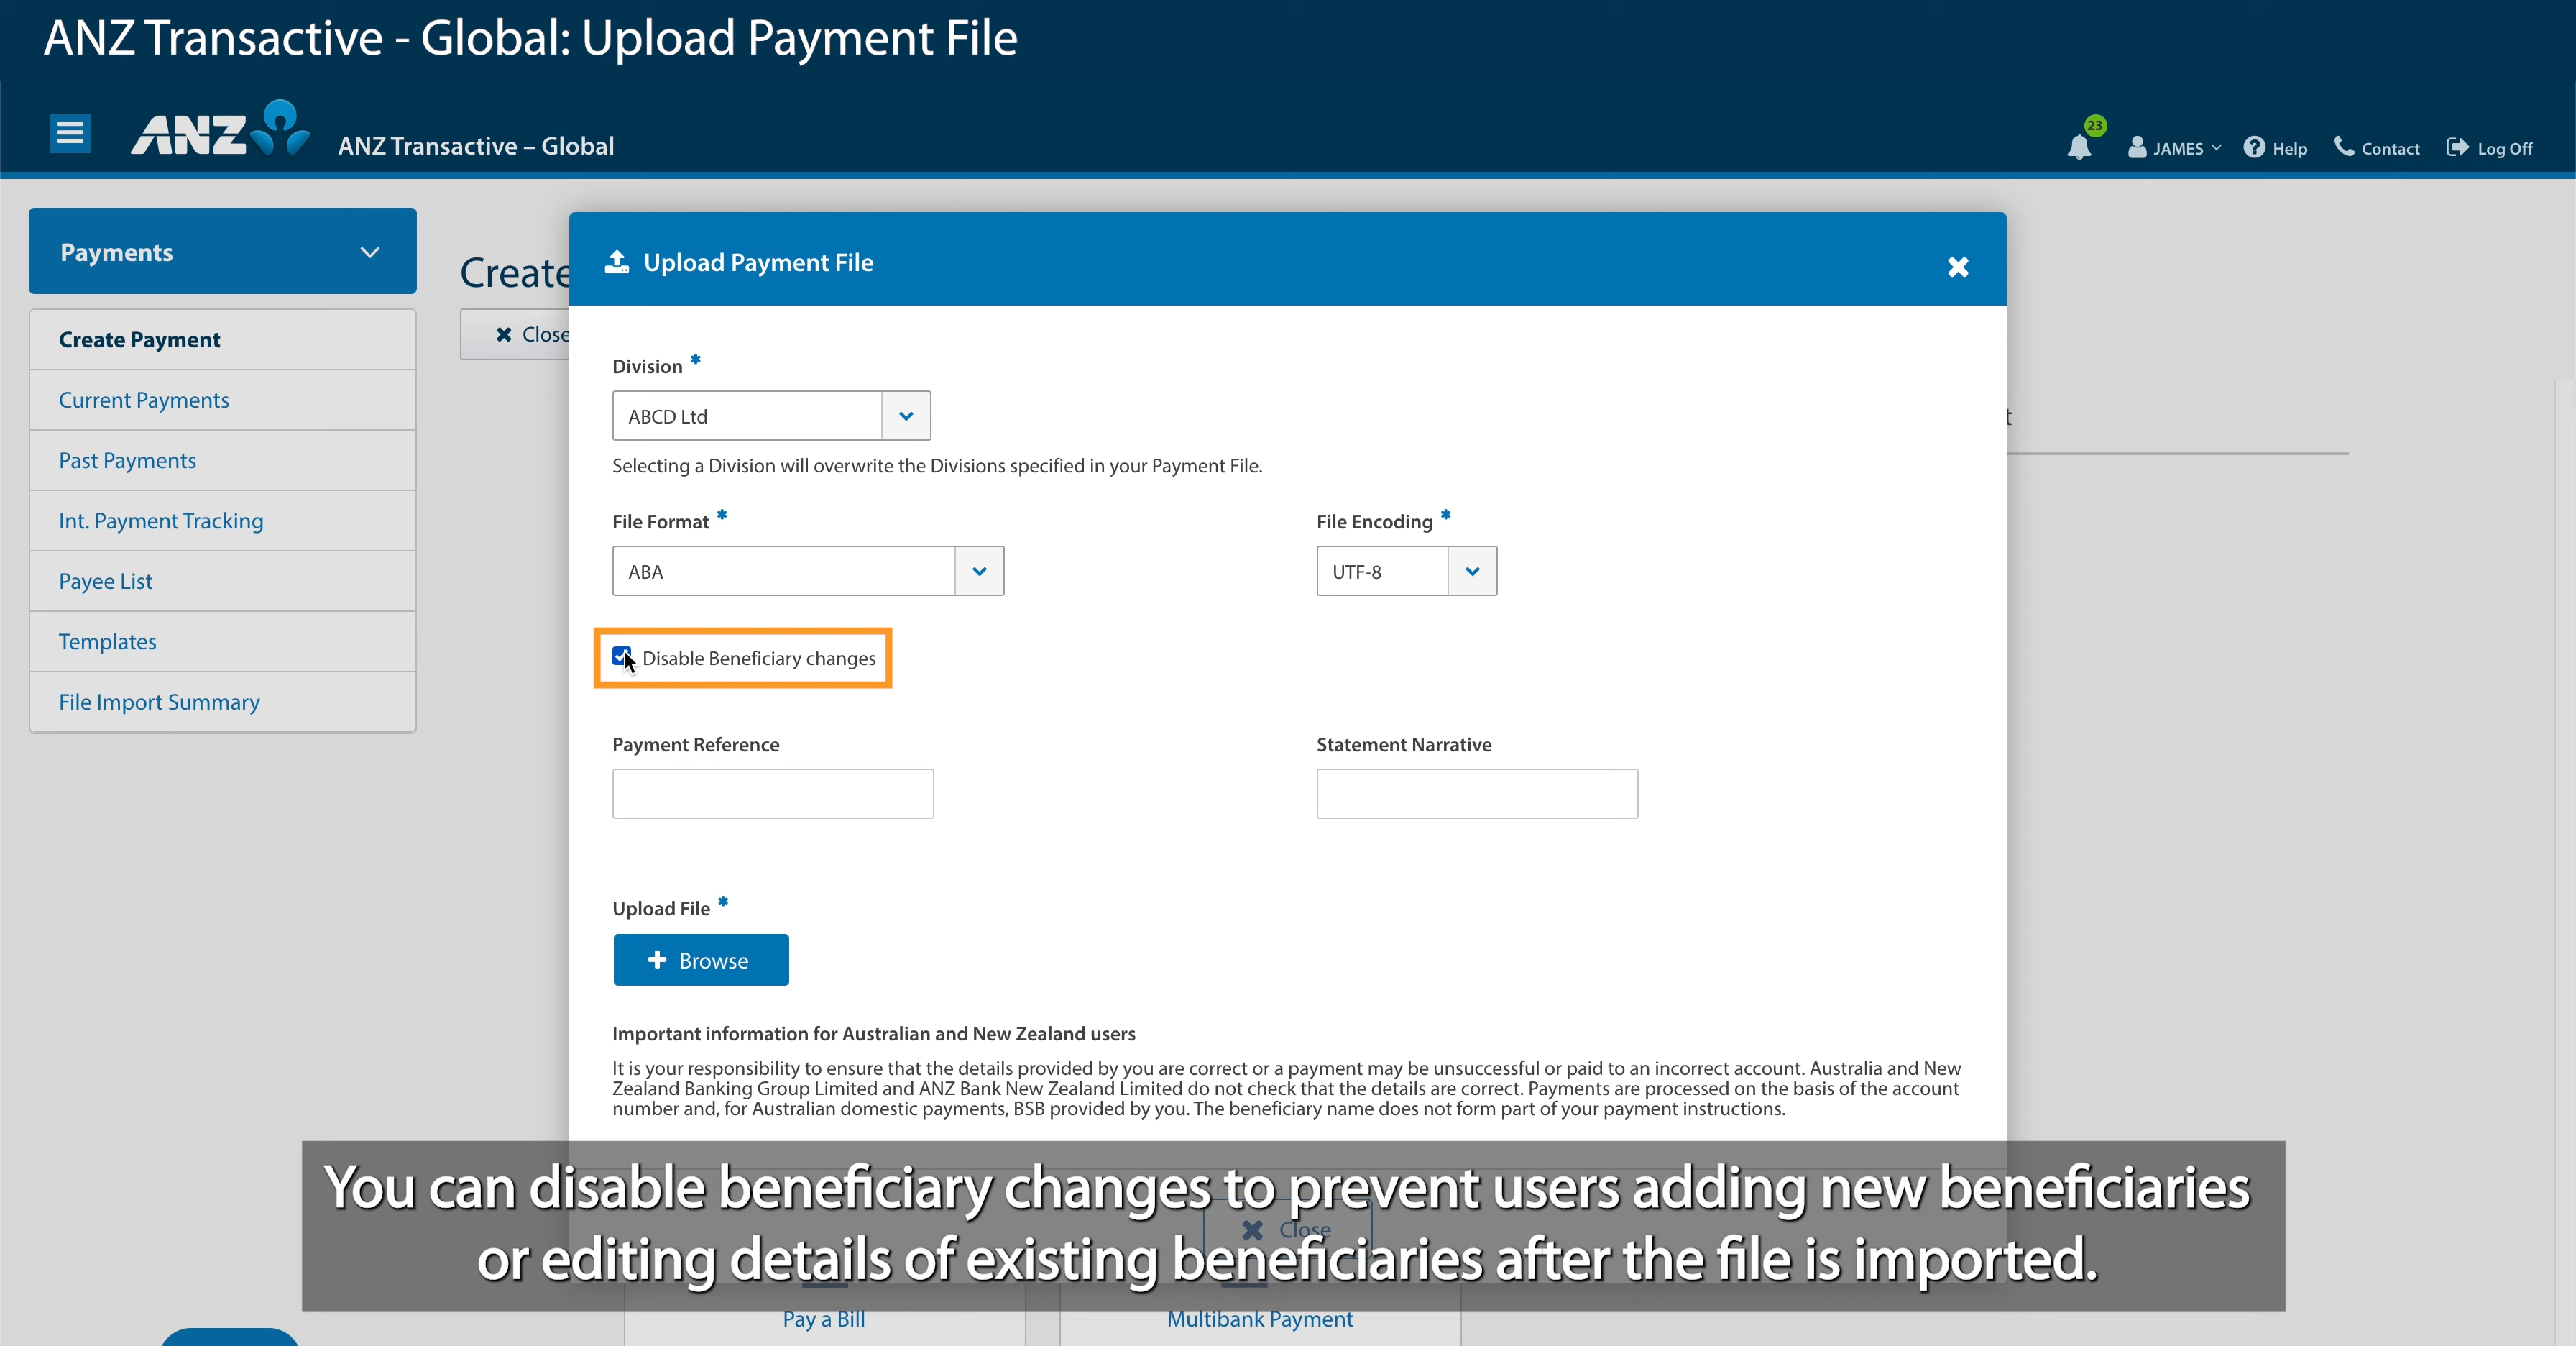 ANZ Transactive - Global: Upload Payment File
ANZ
ANZ Transactive – Global
23
JAMES
Help
Contact
Log Off
Payments
Create Payment
Current Payments
Past Payments
Int. Payment Tracking
Payee List
Templates
File Import Summary
Create
Close
t
Upload Payment File
Division *
ABCD Ltd
Selecting a Division will overwrite the Divisions specified in your Payment File.
File Format *
File Encoding *
ABA
UTF-8
Disable Beneficiary changes
Payment Reference
Statement Narrative
Upload File *
+ Browse
Important information for Australian and New Zealand users
It is your responsibility to ensure that the details provided by you are correct or a payment may be unsuccessful or paid to an incorrect account. Australia and New
Zealand Banking Group Limited and ANZ Bank New Zealand Limited do not check that the details are correct. Payments are processed on the basis of the account
number and, for Australian domestic payments, BSB provided by you. The beneficiary name does not form part of your payment instructions.
You can disable beneficiary changes to prevent users adding new beneficiaries
Close
or editing details of existing beneficiaries after the file is imported.
Pay a Bill
Multibank Payment